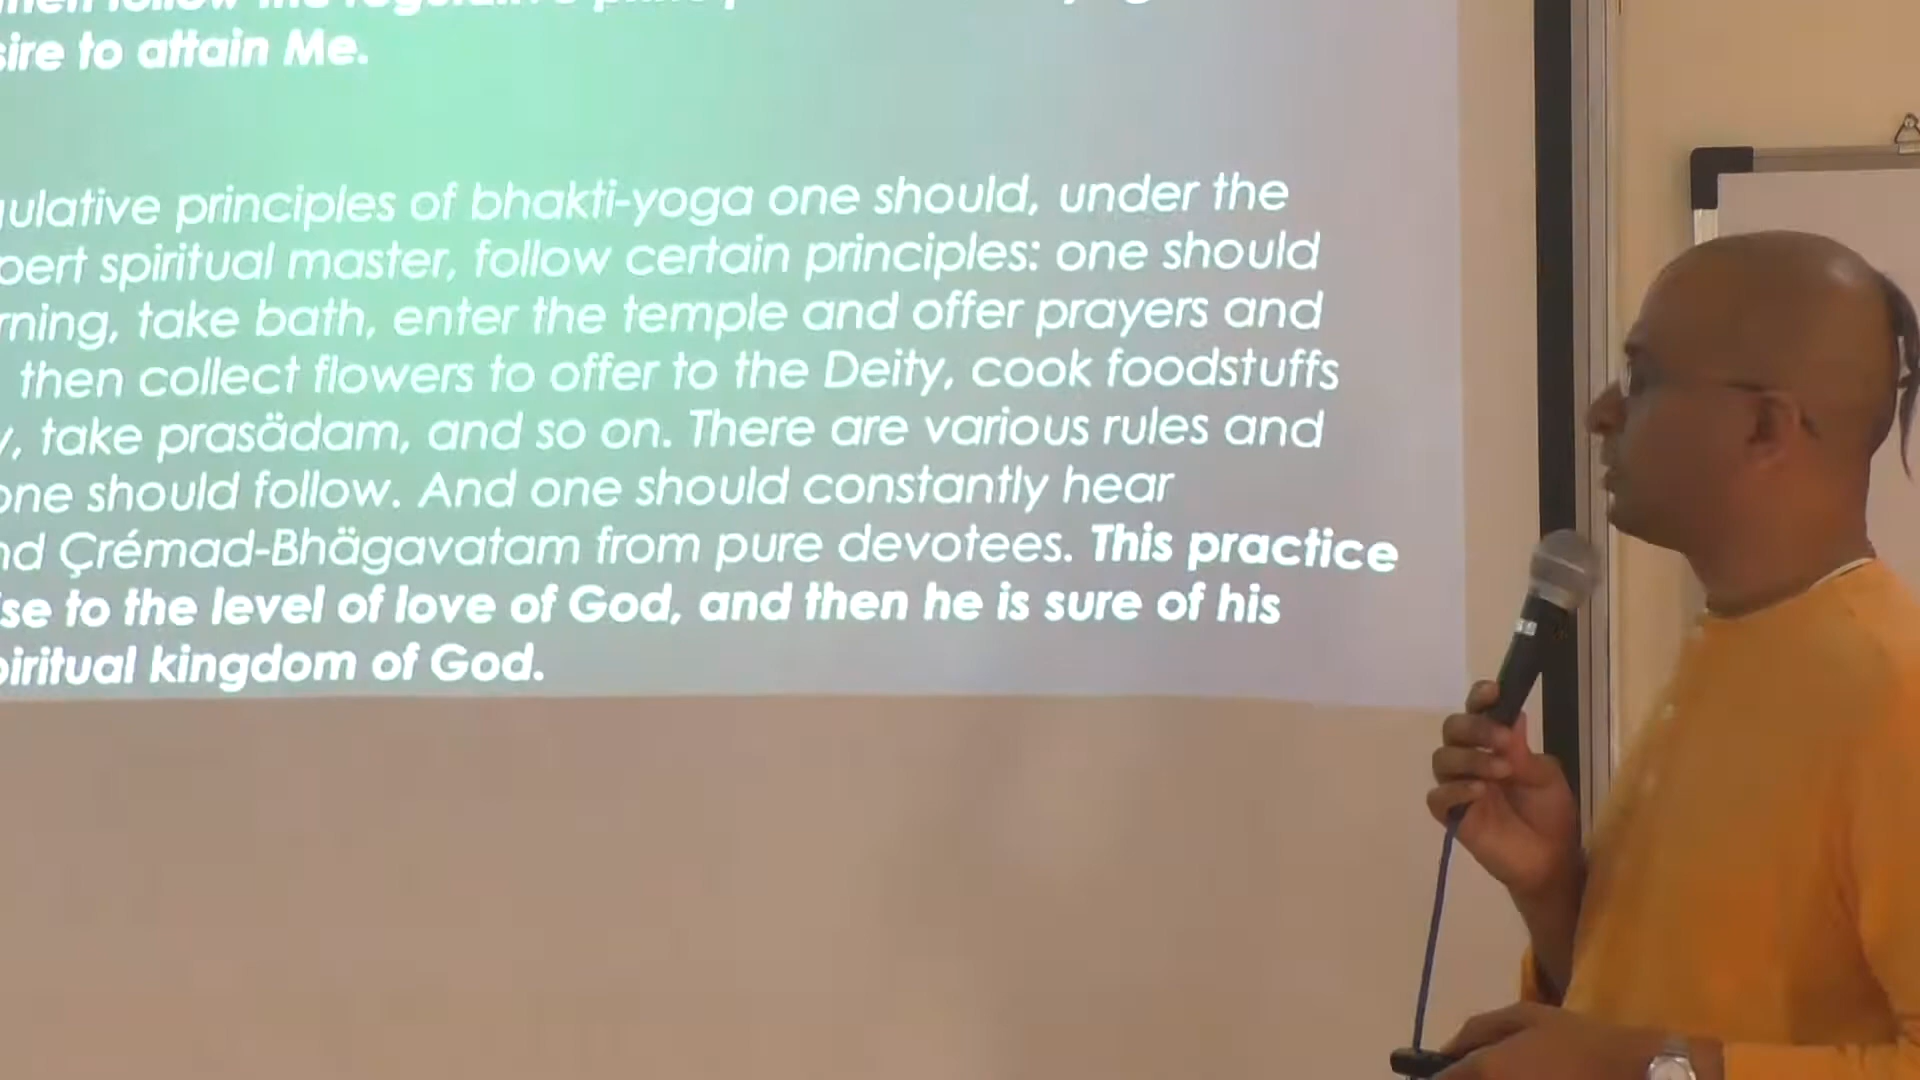 follow the regulative
sire to attain Me.
gulative principles of bhakti-yoga one should, under the
pert spiritual master, follow certain principles: one should
rning, take bath, enter the temple and offer prayers and
then collect flowers to offer to the Deity, cook foodstuffs
y, take prasädam, and so on. There are various rules and
one should follow. And one should constantly hear
nd Çrémad-Bhägavatam from pure devotees. This practice
ise to the level of love of God, and then he is sure of his
piritual kingdom of God.